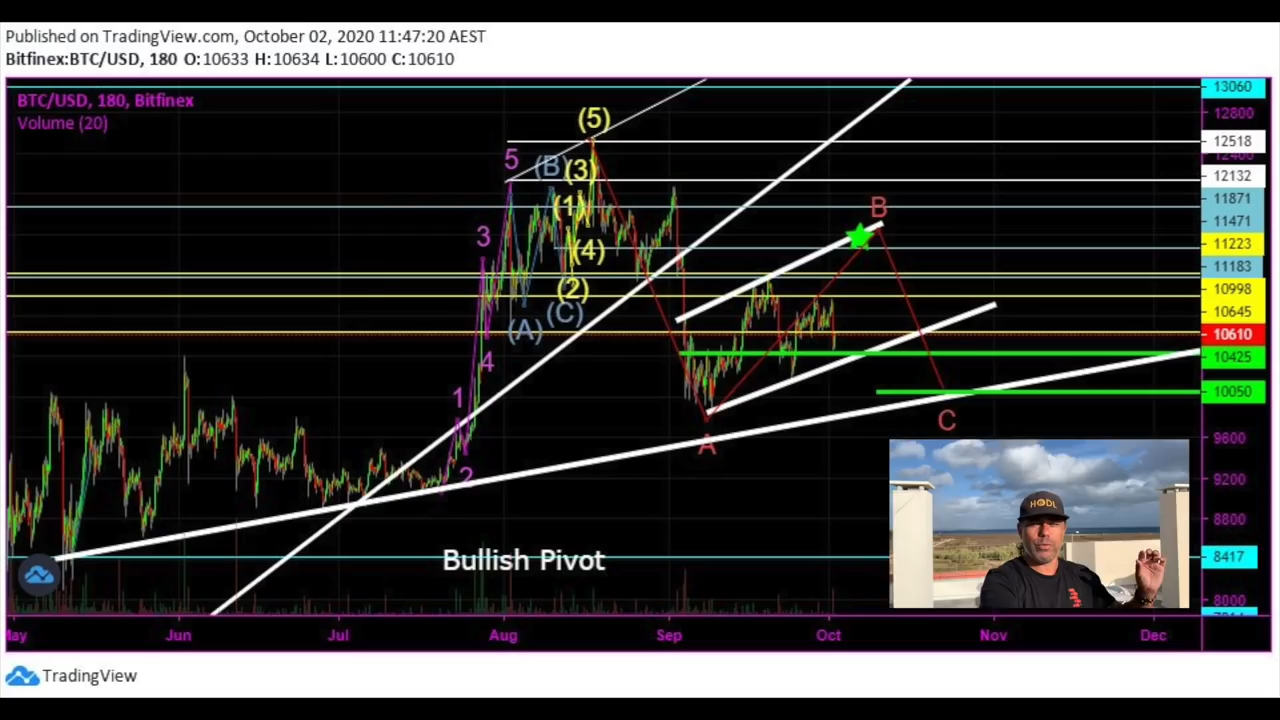 Published on TradingView.com, October 02, 2020 11:47:20 AEST
Bitfinex:BTC/USD, 180 O:10633 H:10634 L:10600 C:10610
BTC/USD, 180, Bitfinex
Volume (20)
13060
12800
12518
12400
12132
11871
11471
11223
11183
10998
10645
10610
10425
10050
9600
9200
8800
8417
8000
(5)
5
(B)
(3)
3
(1)
(4)
(2)
(C)
(A)
4
1
2
B
A
C
HODL
Bullish Pivot
May Jun Jul Aug Sep Oct Nov Dec
TradingView